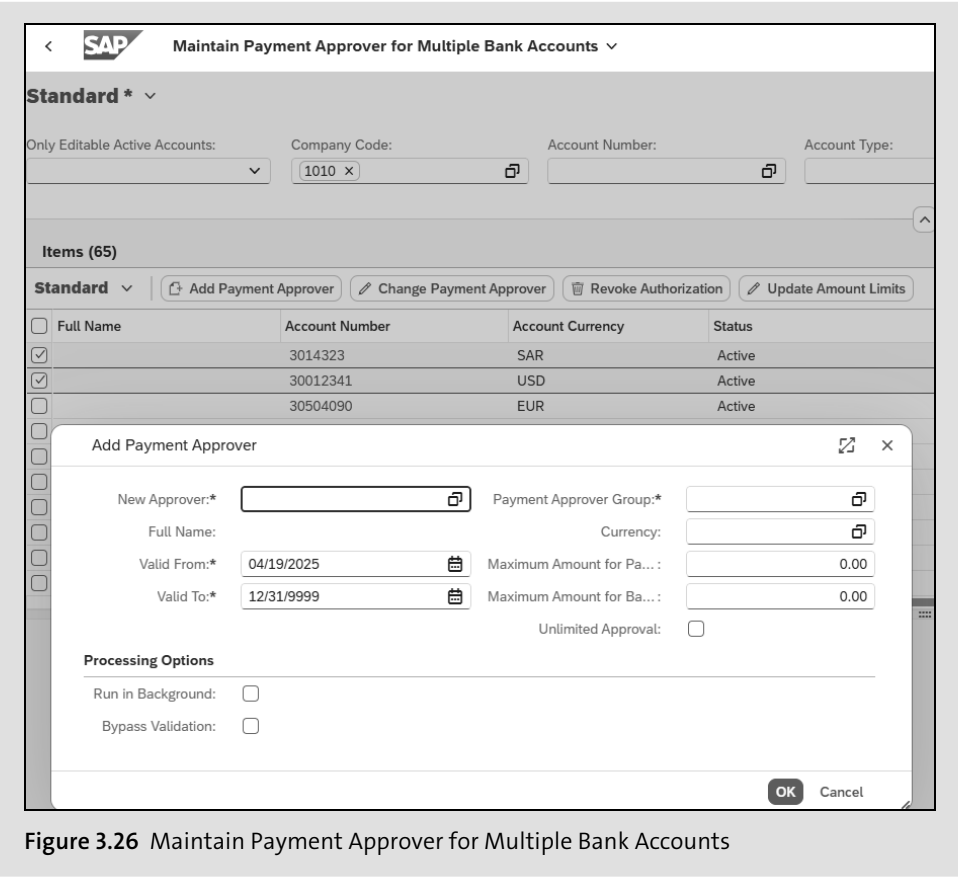 SAP Maintain Payment Approver for Multiple Bank Accounts
Standard *
Only Editable Active Accounts: Company Code: Account Number: Account Type:
1010 ×
Items (65)
Standard Add Payment Approver Change Payment Approver Revoke Authorization Update Amount Limits
Full Name Account Number Account Currency Status
3014323 SAR Active
30012341 USD Active
30504090 EUR Active
Add Payment Approver
New Approver:* Payment Approver Group:*
Full Name: Currency:
Valid From:* 04/19/2025 Maximum Amount for Pa...: 0.00
Valid To:* 12/31/9999 Maximum Amount for Ba...: 0.00
Unlimited Approval:
Processing Options
Run in Background:
Bypass Validation:
OK Cancel
Figure 3.26 Maintain Payment Approver for Multiple Bank Accounts